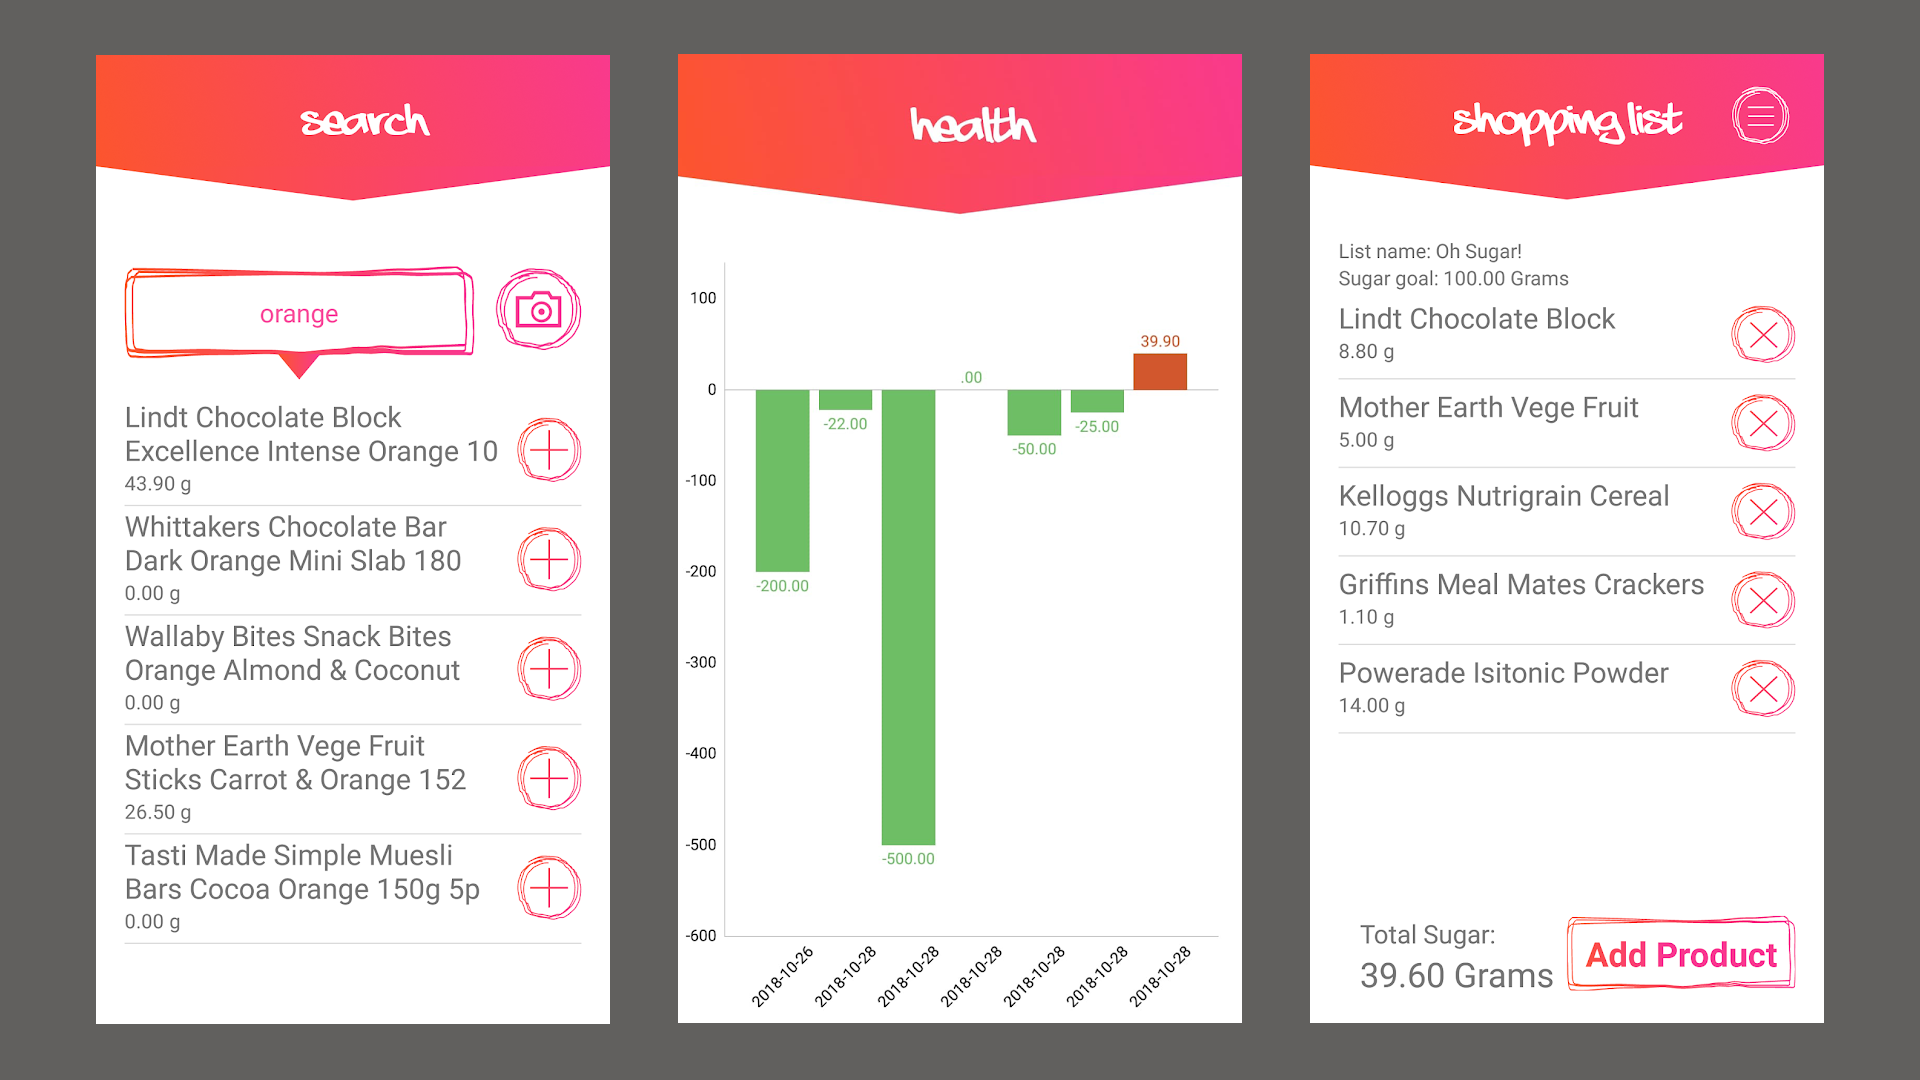 search
orange
Lindt Chocolate Block
Excellence Intense Orange 10
43.90 g
Whittakers Chocolate Bar
Dark Orange Mini Slab 180
0.00 g
Wallaby Bites Snack Bites
Orange Almond & Coconut
0.00 g
Mother Earth Vege Fruit
Sticks Carrot & Orange 152
26.50 g
Tasti Made Simple Muesli
Bars Cocoa Orange 150g 5p
0.00 g
health
100
0
-100
-200
-300
-400
-500
-600
-200.00
-22.00
-500.00
.00
-50.00
-25.00
39.90
2018-10-26
2018-10-28
2018-10-28
2018-10-28
2018-10-28
2018-10-28
2018-10-28
shopping list
List name: Oh Sugar!
Sugar goal: 100.00 Grams
Lindt Chocolate Block
8.80 g
Mother Earth Vege Fruit
5.00 g
Kelloggs Nutrigrain Cereal
10.70 g
Griffins Meal Mates Crackers
1.10 g
Powerade Isitonic Powder
14.00 g
Total Sugar:
39.60 Grams
Add Product